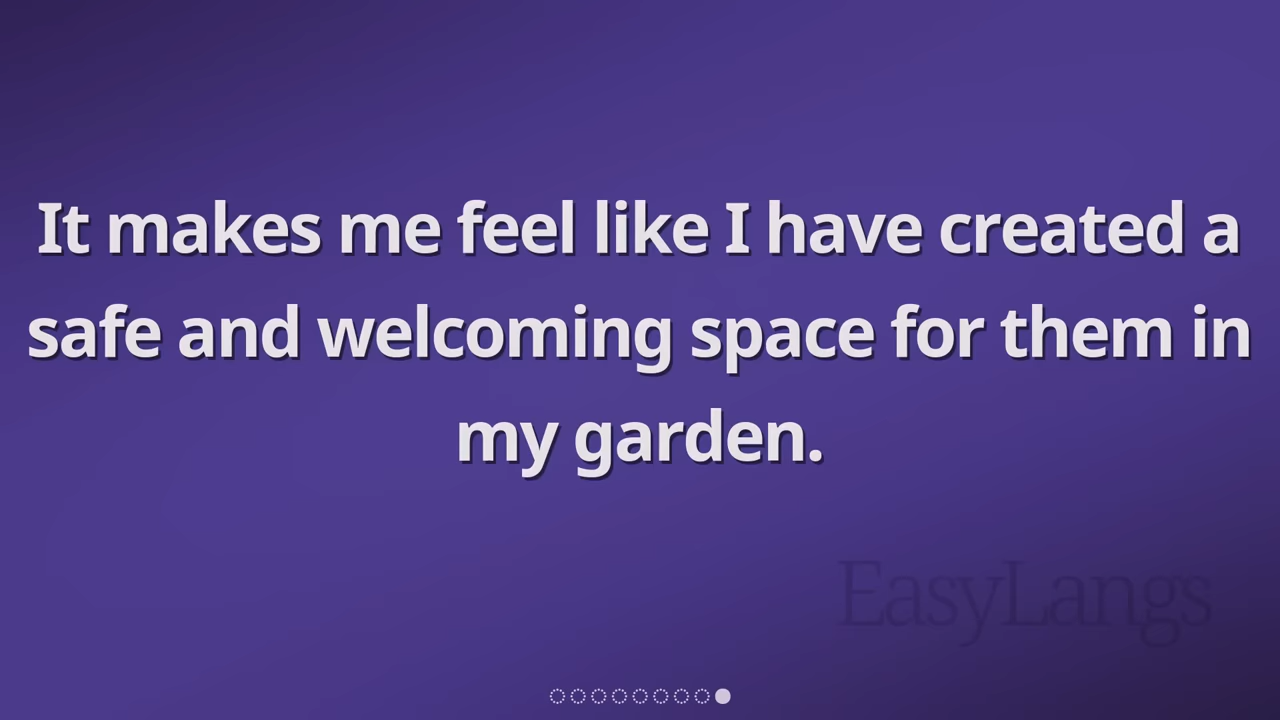 It makes me feel like I have created a
safe and welcoming space for them in
my garden.
EasyLangs